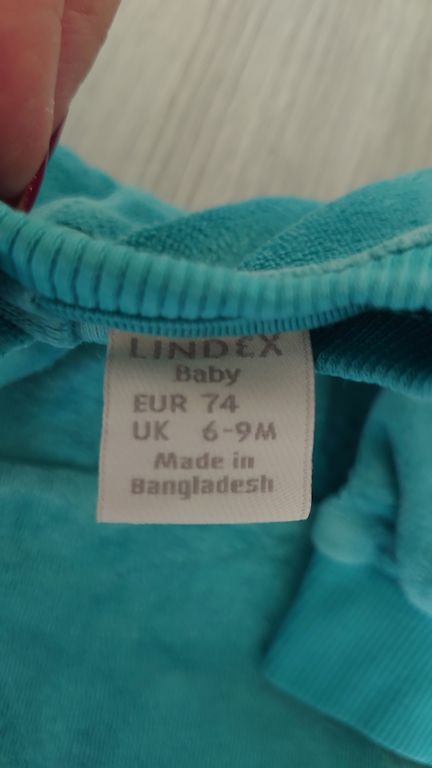 LINDEX
Baby
EUR 74
UK 6-9M
Made in
Bangladesh